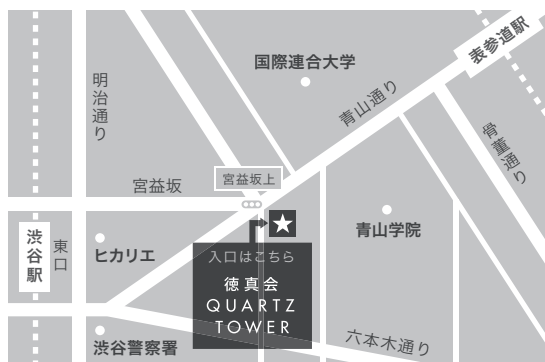 国際連合大学
表参道駅
明治通り
青山通り
骨董通り
宮益坂
宮益坂上
青山学院
渋谷駅
東口
ヒカリエ
入口はこちら
徳真会
QUARTZ
TOWER
渋谷警察署
六本木通り